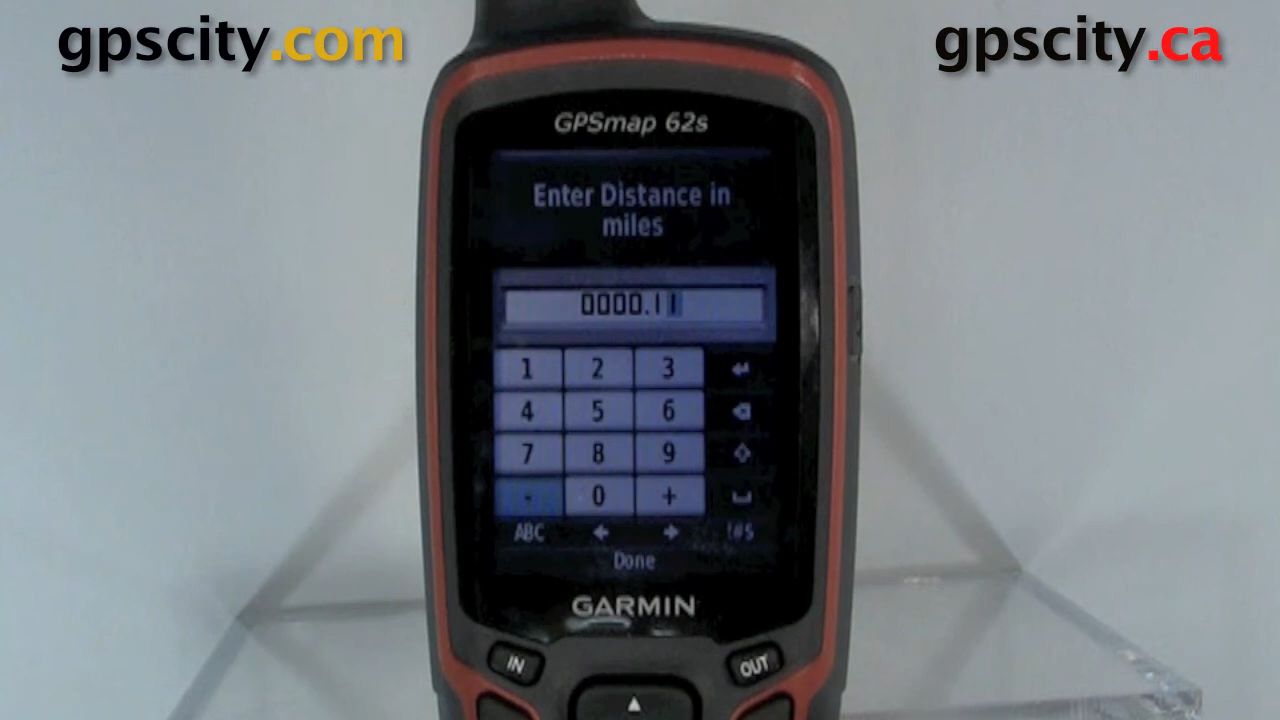 gpscity.com
gpscity.ca
GPSmap 62s
Enter Distance in
miles
0000.11
1 2 3
4 5 6
7 8 9
. 0 +
ABC !#$
Done
GARMIN
IN OUT